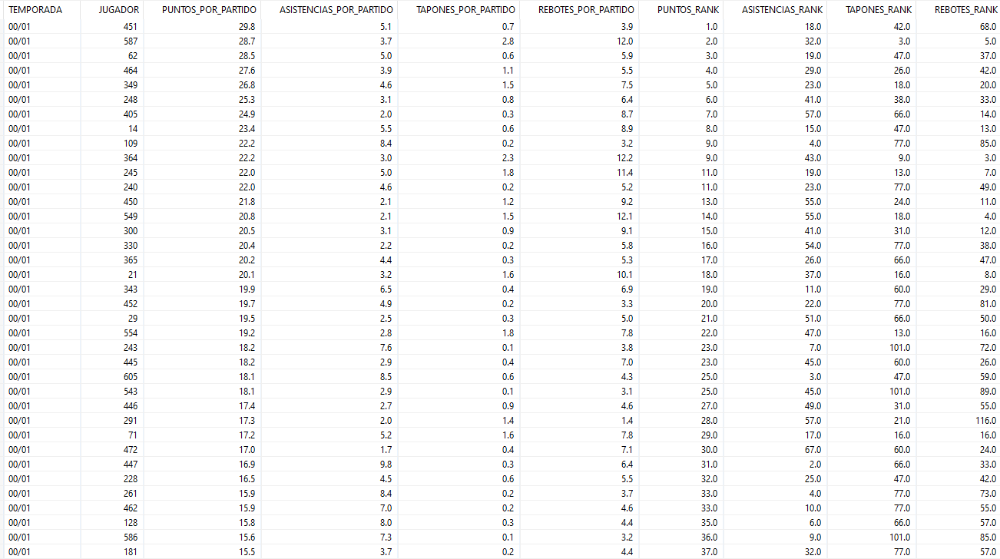 TEMPORADA JUGADOR PUNTOS_POR_PARTIDO ASISTENCIAS_POR_PARTIDO TAPONES_POR_PARTIDO REBOTES_POR_PARTIDO PUNTOS_RANK ASISTENCIAS_RANK TAPONES_RANK REBOTES_RANK
00/01 451 29.8 5.1 0.7 3.9 1.0 18.0 42.0 68.0
00/01 587 28.7 3.7 2.8 12.0 2.0 32.0 3.0 5.0
00/01 62 28.5 5.0 0.6 5.9 3.0 19.0 47.0 37.0
00/01 464 27.6 3.9 1.1 5.5 4.0 29.0 26.0 42.0
00/01 349 26.8 4.6 1.5 7.5 5.0 23.0 18.0 20.0
00/01 248 25.3 3.1 0.8 6.4 6.0 41.0 38.0 33.0
00/01 405 24.9 2.0 0.3 8.7 7.0 57.0 66.0 14.0
00/01 14 23.4 5.5 0.6 8.9 8.0 15.0 47.0 13.0
00/01 109 22.2 8.4 0.2 3.2 9.0 4.0 77.0 85.0
00/01 364 22.2 3.0 2.3 12.2 9.0 43.0 9.0 3.0
00/01 245 22.0 5.0 1.8 11.4 11.0 19.0 13.0 7.0
00/01 240 22.0 4.6 0.2 5.2 11.0 23.0 77.0 49.0
00/01 450 21.8 2.1 1.2 9.2 13.0 55.0 24.0 11.0
00/01 549 20.8 2.1 1.5 12.1 14.0 55.0 18.0 4.0
00/01 300 20.5 3.1 0.9 9.1 15.0 41.0 31.0 12.0
00/01 330 20.4 2.2 0.2 5.8 16.0 54.0 77.0 38.0
00/01 365 20.2 4.4 0.3 5.3 17.0 26.0 66.0 47.0
00/01 21 20.1 3.2 1.6 10.1 18.0 37.0 16.0 8.0
00/01 343 19.9 6.5 0.4 6.9 19.0 11.0 60.0 29.0
00/01 452 19.7 4.9 0.2 3.3 20.0 22.0 77.0 81.0
00/01 29 19.5 2.5 0.3 5.0 21.0 51.0 66.0 50.0
00/01 554 19.2 2.8 1.8 7.8 22.0 47.0 13.0 16.0
00/01 243 18.2 7.6 0.1 3.8 23.0 7.0 101.0 72.0
00/01 445 18.2 2.9 0.4 7.0 23.0 45.0 60.0 26.0
00/01 605 18.1 8.5 0.6 4.3 25.0 3.0 47.0 59.0
00/01 543 18.1 2.9 0.1 3.1 25.0 45.0 101.0 89.0
00/01 446 17.4 2.7 0.9 4.6 27.0 49.0 31.0 55.0
00/01 291 17.3 2.0 1.4 1.4 28.0 57.0 21.0 116.0
00/01 71 17.2 5.2 1.6 7.8 29.0 17.0 16.0 16.0
00/01 472 17.0 1.7 0.4 7.1 30.0 67.0 60.0 24.0
00/01 447 16.9 9.8 0.3 6.4 31.0 2.0 66.0 33.0
00/01 228 16.5 4.5 0.6 5.5 32.0 25.0 47.0 42.0
00/01 261 15.9 8.4 0.2 3.7 33.0 4.0 77.0 73.0
00/01 462 15.9 7.0 0.2 4.6 33.0 10.0 77.0 55.0
00/01 128 15.8 8.0 0.3 4.4 35.0 6.0 66.0 57.0
00/01 586 15.6 7.3 0.1 3.2 36.0 9.0 101.0 85.0
00/01 181 15.5 3.7 0.2 4.4 37.0 32.0 77.0 57.0